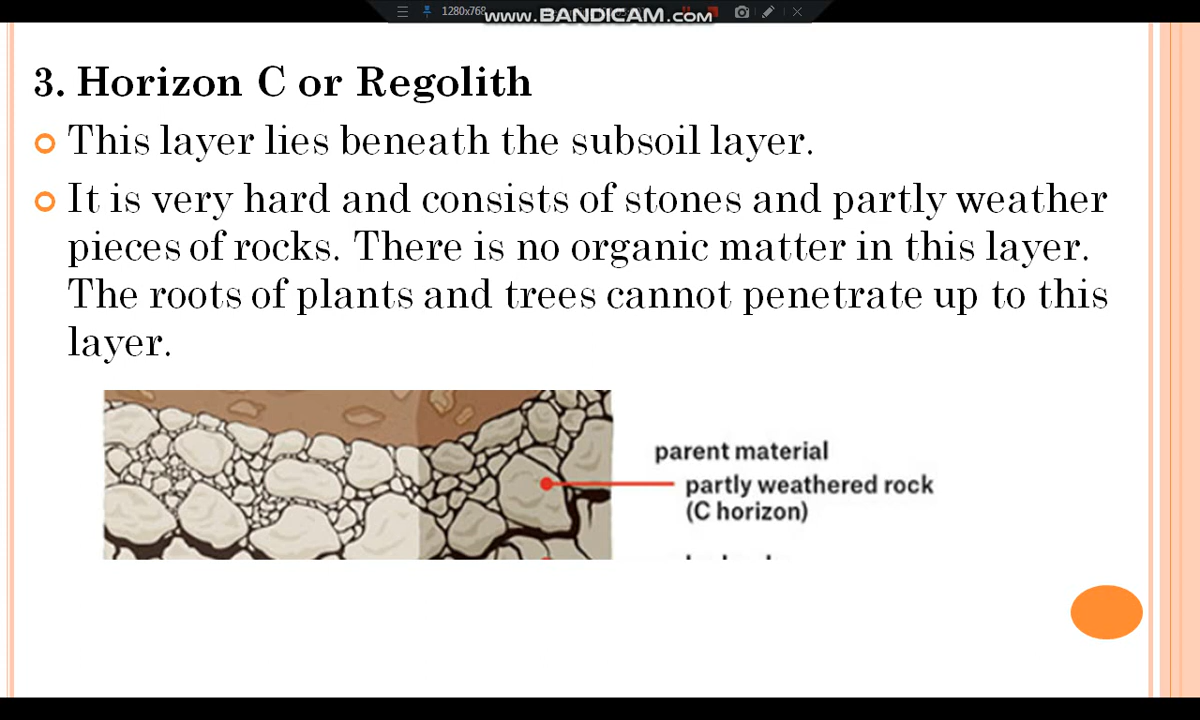 1280x768
www.BANDICAM.com
3. Horizon C or Regolith
This layer lies beneath the subsoil layer.
It is very hard and consists of stones and partly weather
pieces of rocks. There is no organic matter in this layer.
The roots of plants and trees cannot penetrate up to this
layer.
parent material
partly weathered rock
(C horizon)